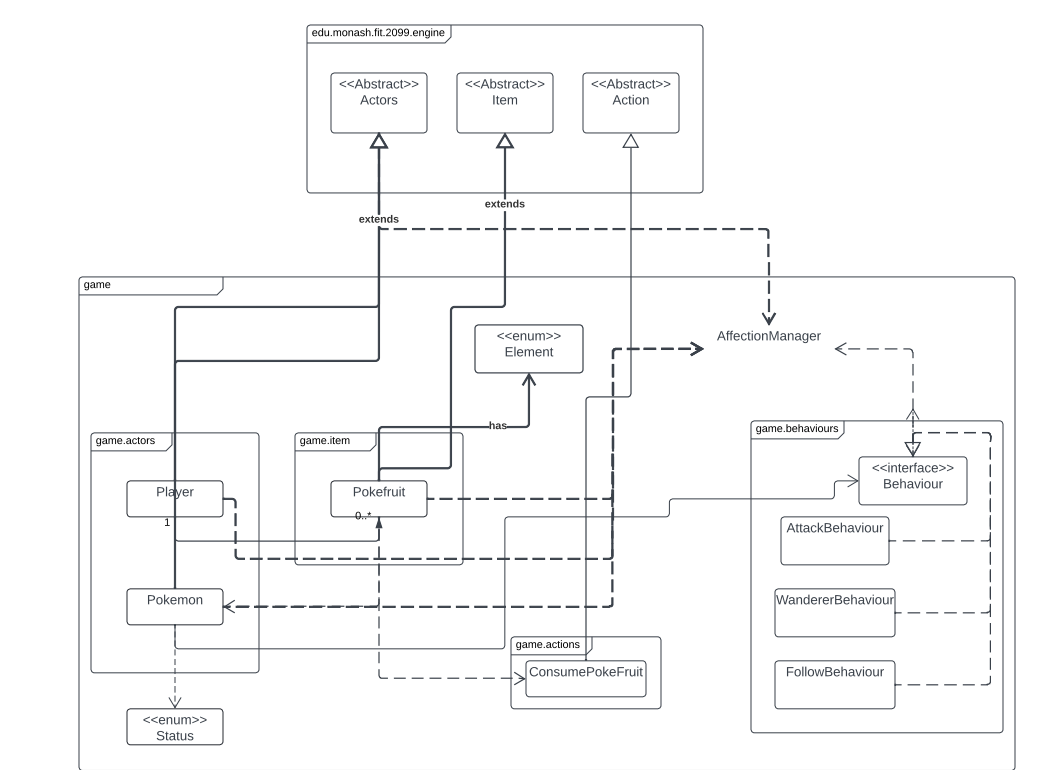 edu.monash.fit.2099.engine
<<Abstract>>
Actors
<<Abstract>>
Item
<<Abstract>>
Action
extends
extends
game
<<enum>>
Element
AffectionManager
has
game.actors
game.item
game.behaviours
<<interface>>
Behaviour
Player
Pokefruit
1
0..*
AttackBehaviour
Pokemon
WandererBehaviour
game.actions
ConsumePokeFruit
FollowBehaviour
<<enum>>
Status